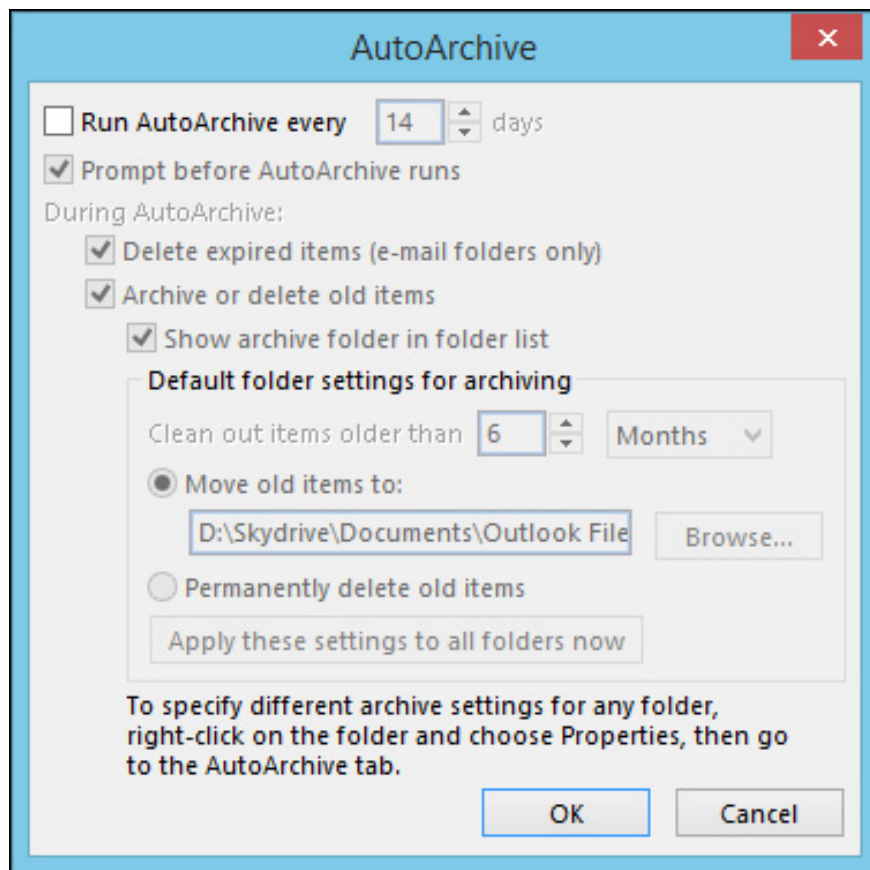 AutoArchive
Run AutoArchive every 14 days
Prompt before AutoArchive runs
During AutoArchive:
Delete expired items (e-mail folders only)
Archive or delete old items
Show archive folder in folder list
Default folder settings for archiving
Clean out items older than 6 Months
Move old items to:
D:\Skydrive\Documents\Outlook File Browse...
Permanently delete old items
Apply these settings to all folders now
To specify different archive settings for any folder,
right-click on the folder and choose Properties, then go
to the AutoArchive tab.
OK Cancel